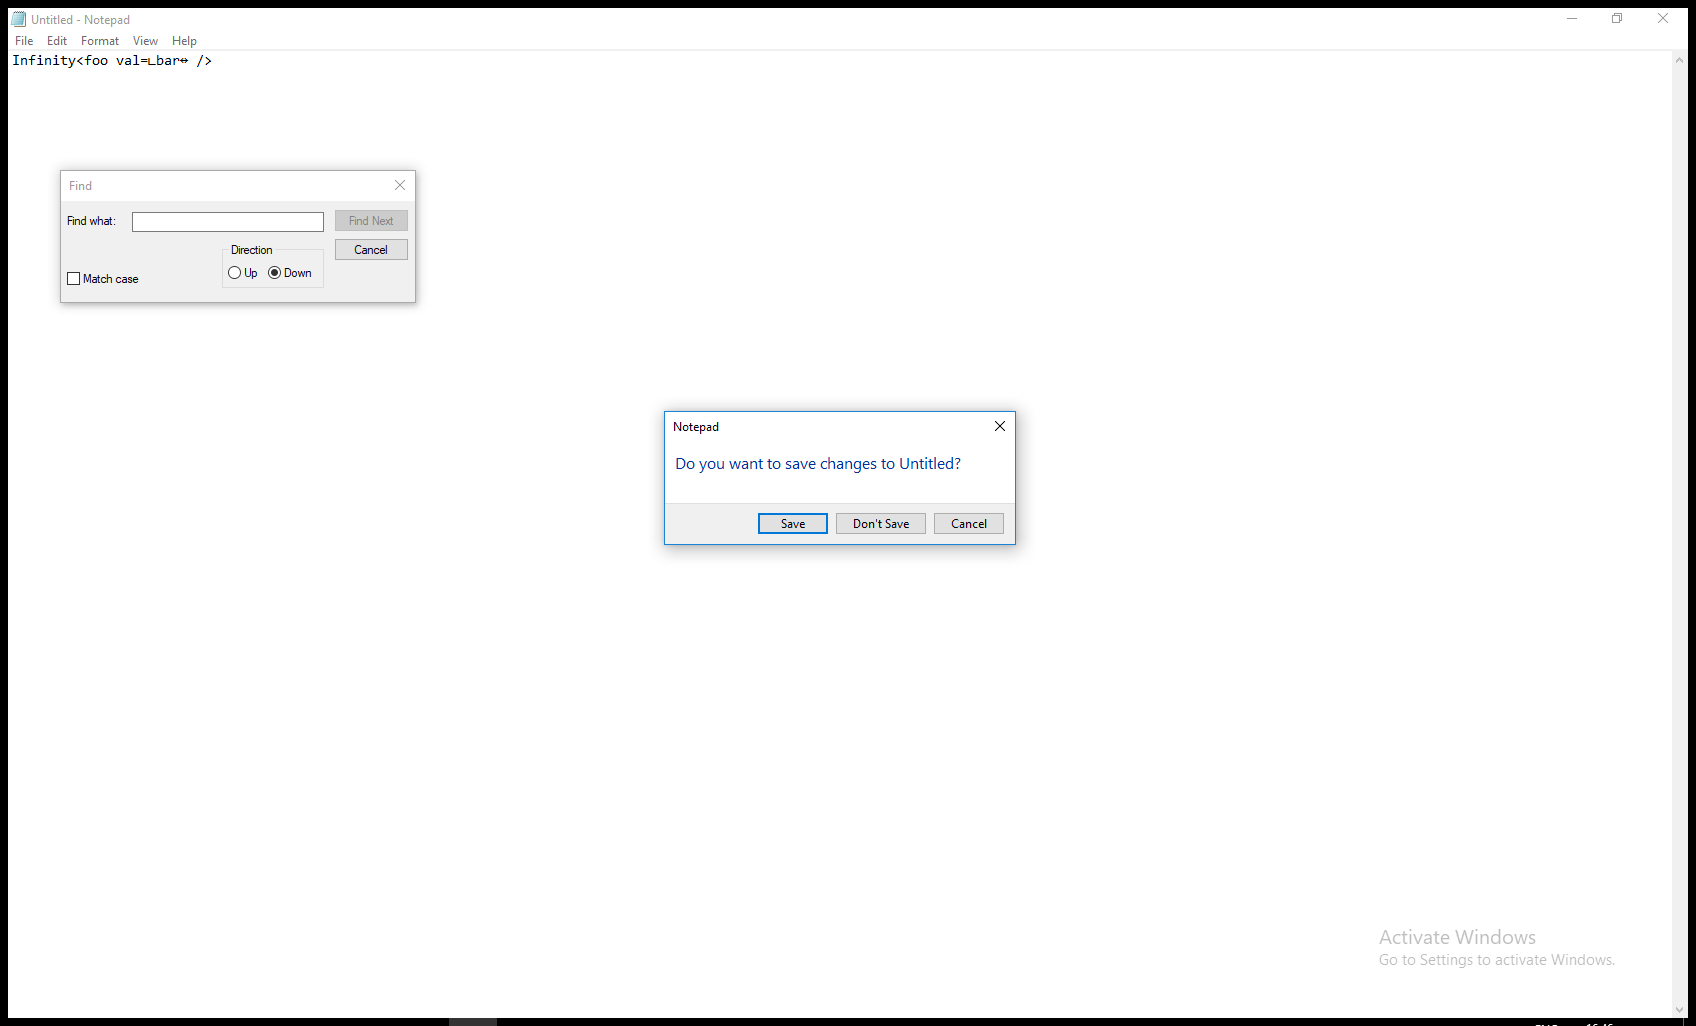 Untitled - Notepad
File Edit Format View Help
Infinity<foo val=∟bar↔ />
Find
Find what:
Find Next
Direction
Cancel
Up Down
Match case
Notepad
Do you want to save changes to Untitled?
Save Don't Save Cancel
Activate Windows
Go to Settings to activate Windows.